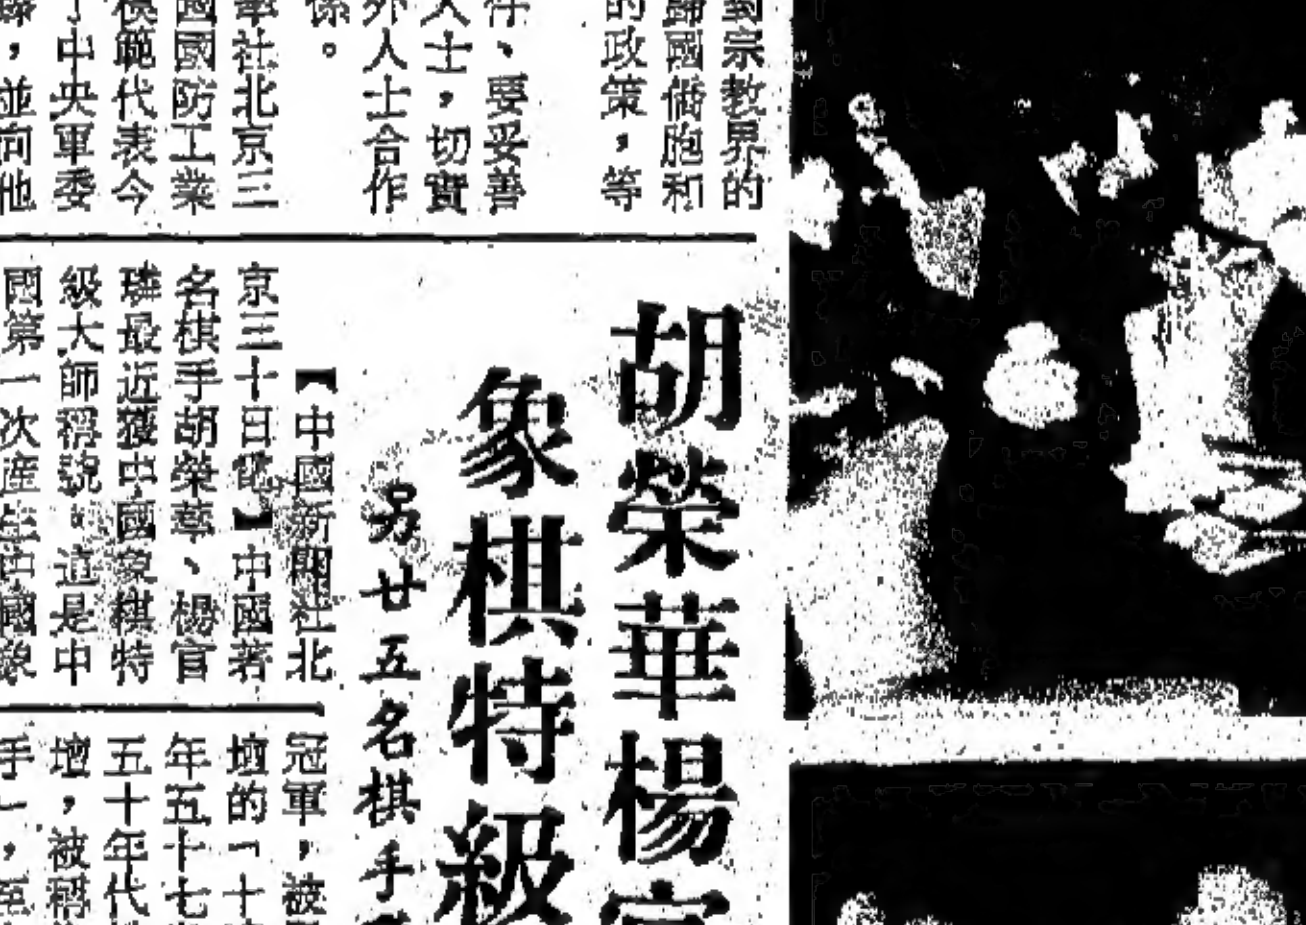 對宗教界的
歸國僑胞和
的政策，等
件、要妥善
人士，切實
外人士合作
係。
華社北京三
國國防工業
模範代表今
了中央軍委
，並向他
胡榮華楊官
象棋特級
另廿五名棋手
【中國新聞社北
京三十日電】中國著
名棋手胡榮華、楊官
璘最近獲中國象棋特
級大師稱號。這是中
國第一次產生中國象
冠軍，被
壇的一十
年五十七
五十年代
壇，被稱
手，